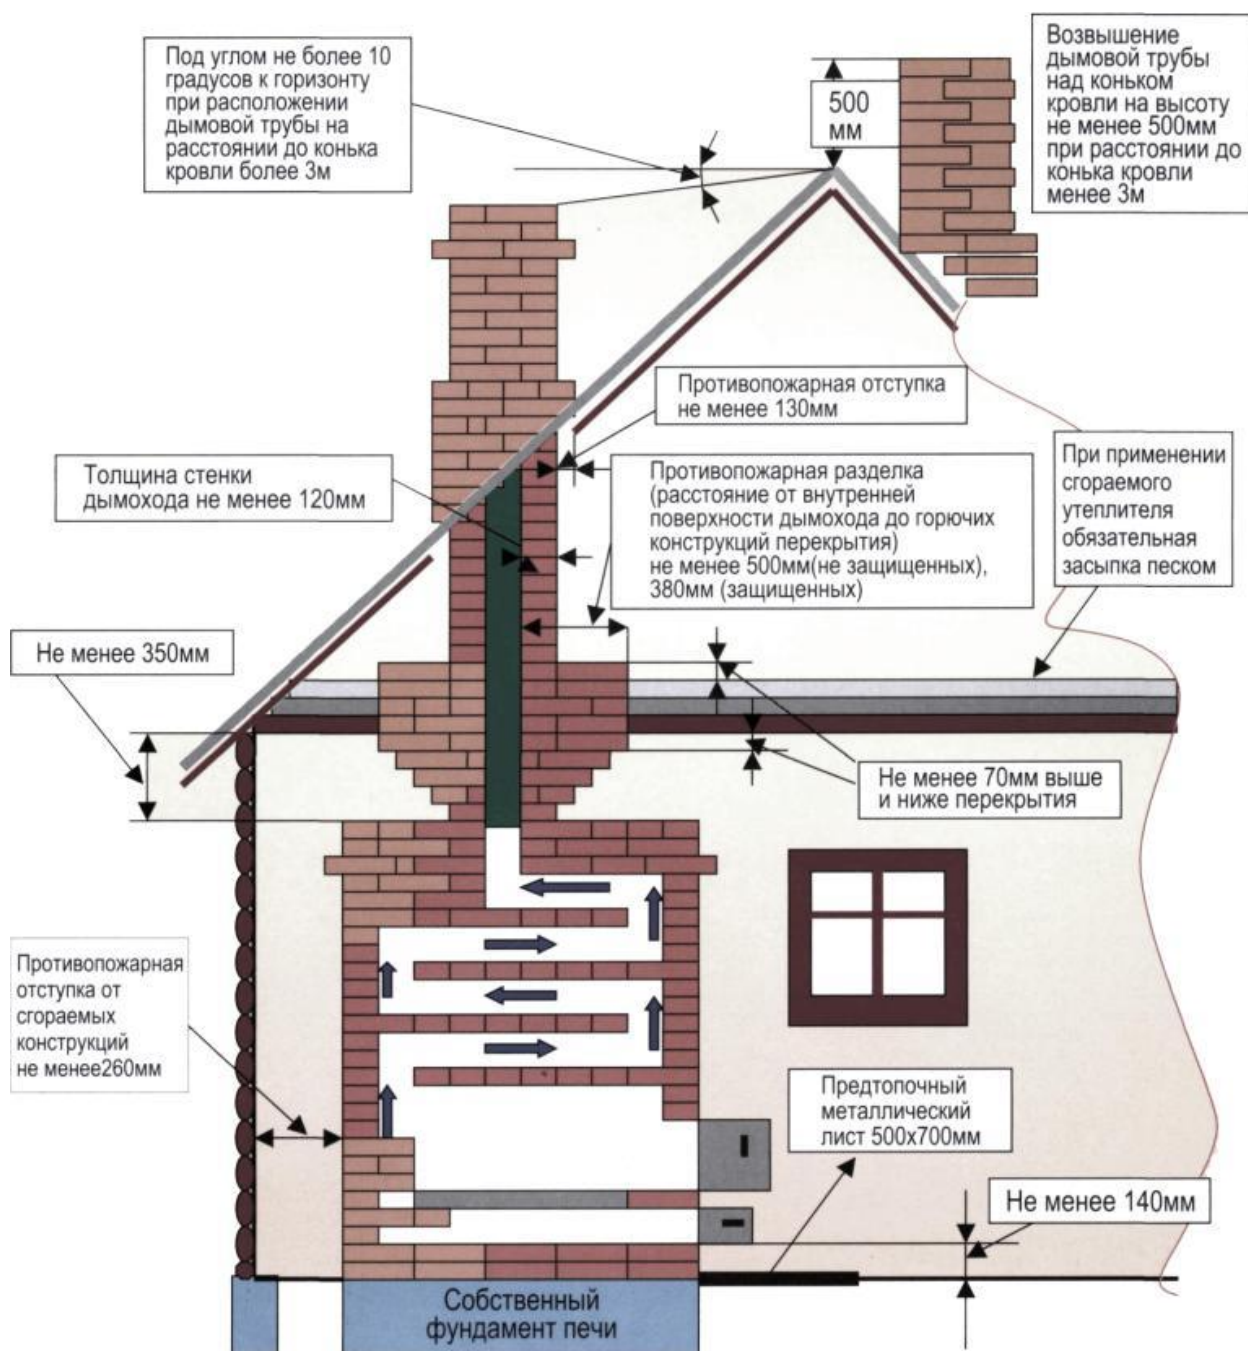 Под углом не более 10
градусов к горизонту
при расположении
дымовой трубы на
расстоянии до конька
кровли более 3м
500
мм
Возвышение
дымовой трубы
над коньком
кровли на высоту
не менее 500мм
при расстоянии до
конька кровли
менее 3м
Противопожарная отступка
не менее 130мм
Толщина стенки
дымохода не менее 120мм
Противопожарная разделка
(расстояние от внутренней
поверхности дымохода до горючих
конструкций перекрытия)
не менее 500мм(не защищенных),
380мм (защищенных)
При применении
сгораемого
утеплителя
обязательная
засыпка песком
Не менее 350мм
Не менее 70мм выше
и ниже перекрытия
Противопожарная
отступка от
сгораемых
конструкций
не менее260мм
Предтопочный
металлический
лист 500х700мм
Не менее 140мм
Собственный
фундамент печи